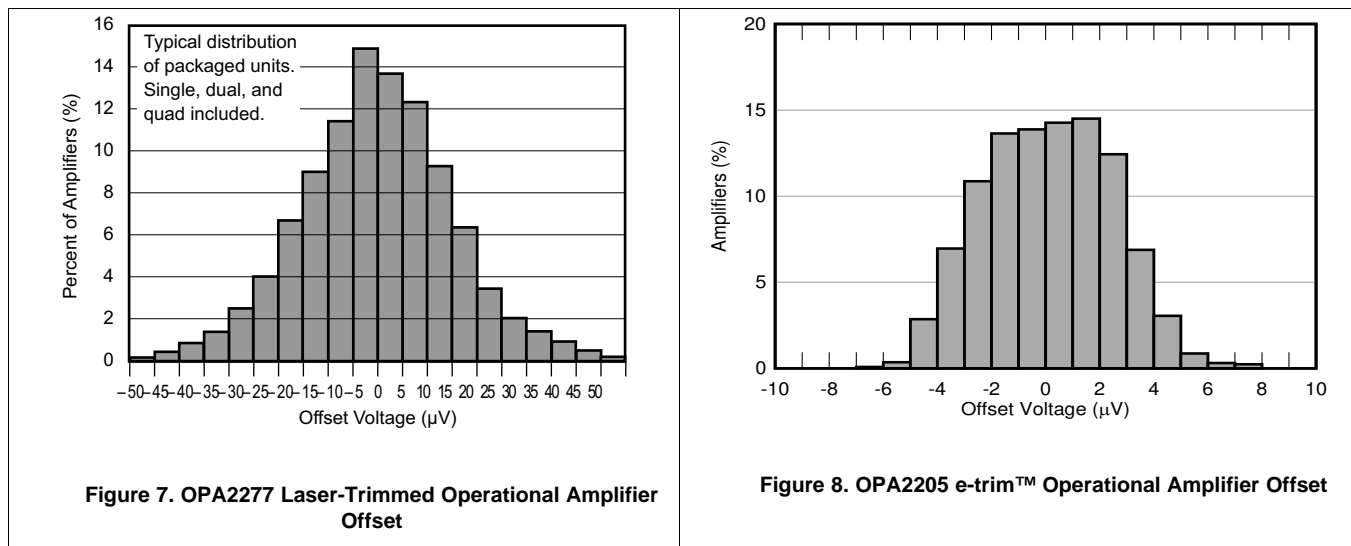 16
14
12
10
8
6
4
2
0
Percent of Amplifiers (%)
Typical distribution
of packaged units.
Single, dual, and
quad included.
–50–45–40–35–30–25–20–15–10–5 0 5 10 15 20 25 30 35 40 45 50
Offset Voltage (µV)
Figure 7. OPA2277 Laser-Trimmed Operational Amplifier
Offset
20
15
10
5
0
Amplifiers (%)
-10 -8 -6 -4 -2 0 2 4 6 8 10
Offset Voltage (µV)
Figure 8. OPA2205 e-trim™ Operational Amplifier Offset